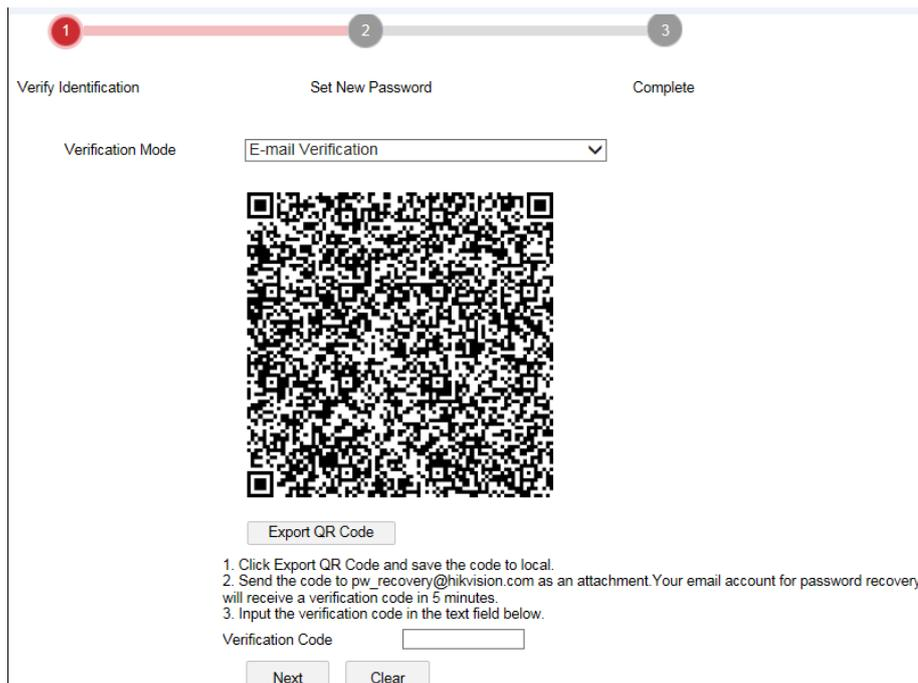 1
2
3
Verify Identification
Set New Password
Complete
Verification Mode
E-mail Verification
Export QR Code
1. Click Export QR Code and save the code to local.
2. Send the code to pw_recovery@hikvision.com as an attachment.Your email account for password recovery
will receive a verification code in 5 minutes.
3. Input the verification code in the text field below.
Verification Code
Next
Clear